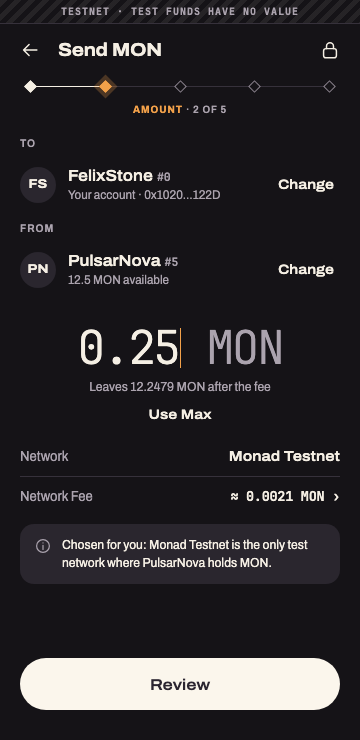 TESTNET · TEST FUNDS HAVE NO VALUE
← Send MON
AMOUNT · 2 OF 5
TO
FS
FelixStone #0
Your account · 0x1020...122D
Change
FROM
PN
PulsarNova #5
12.5 MON available
Change
0.25 MON
Leaves 12.2479 MON after the fee
Use Max
Network Monad Testnet
Network Fee ≈ 0.0021 MON ›
Chosen for you: Monad Testnet is the only test
network where PulsarNova holds MON.
Review